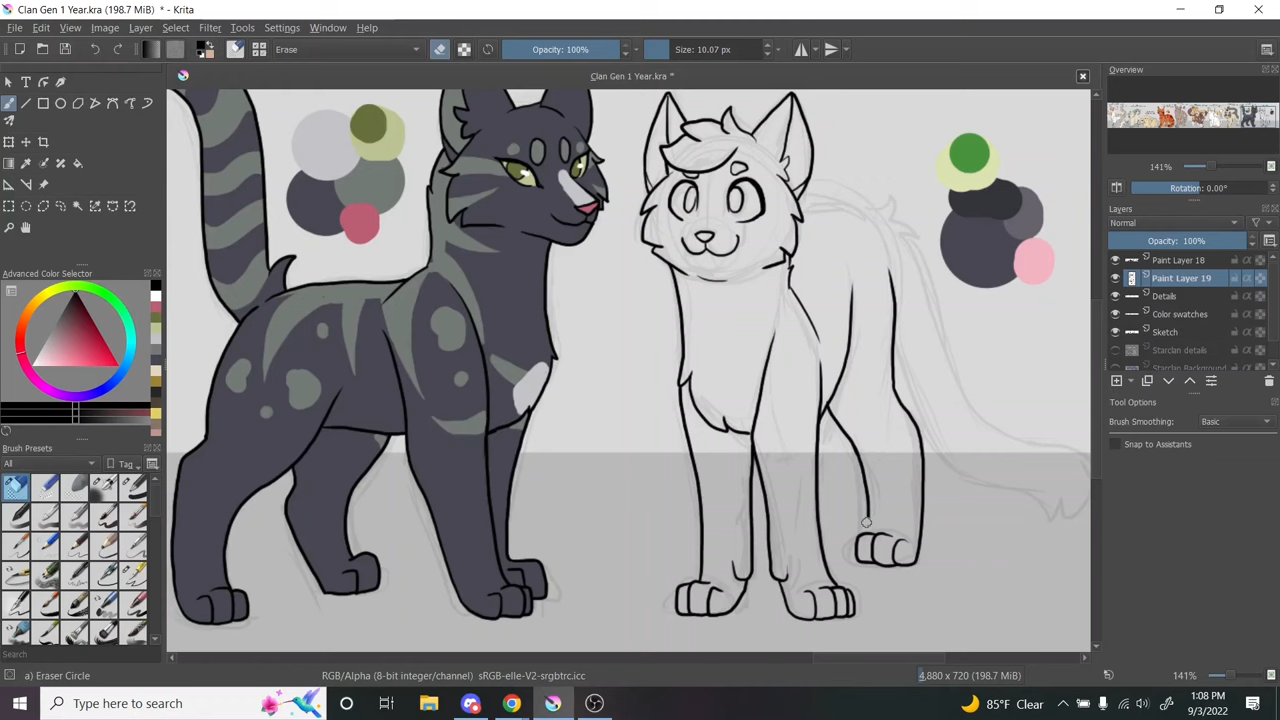 Clan Gen 1 Year.kra (198.7 MiB) * - Krita
File Edit View Image Layer Select Filter Tools Settings Window Help
Erase Opacity: 100% Size: 10.07 px
Clan Gen 1 Year.kra *
Overview
141%
Rotation: 0.00°
Layers
Normal
Opacity: 100%
Paint Layer 18
Paint Layer 19
Details
Color swatches
Sketch
Starclan details
Starclan Background
Advanced Color Selector
Tool Options
Brush Smoothing: Basic
Snap to Assistants
Brush Presets
All Tag
Search
a) Eraser Circle RGB/Alpha (8-bit integer/channel) sRGB-elle-V2-srgbtrc.icc 4,880 x 720 (198.7 MiB) 141%
Type here to search 85°F Clear 1:08 PM
9/3/2022